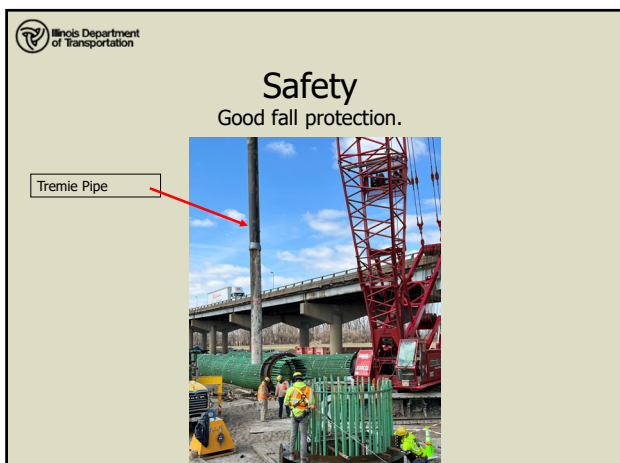 Illinois Department
of Transportation
Safety
Good fall protection.
Tremie Pipe